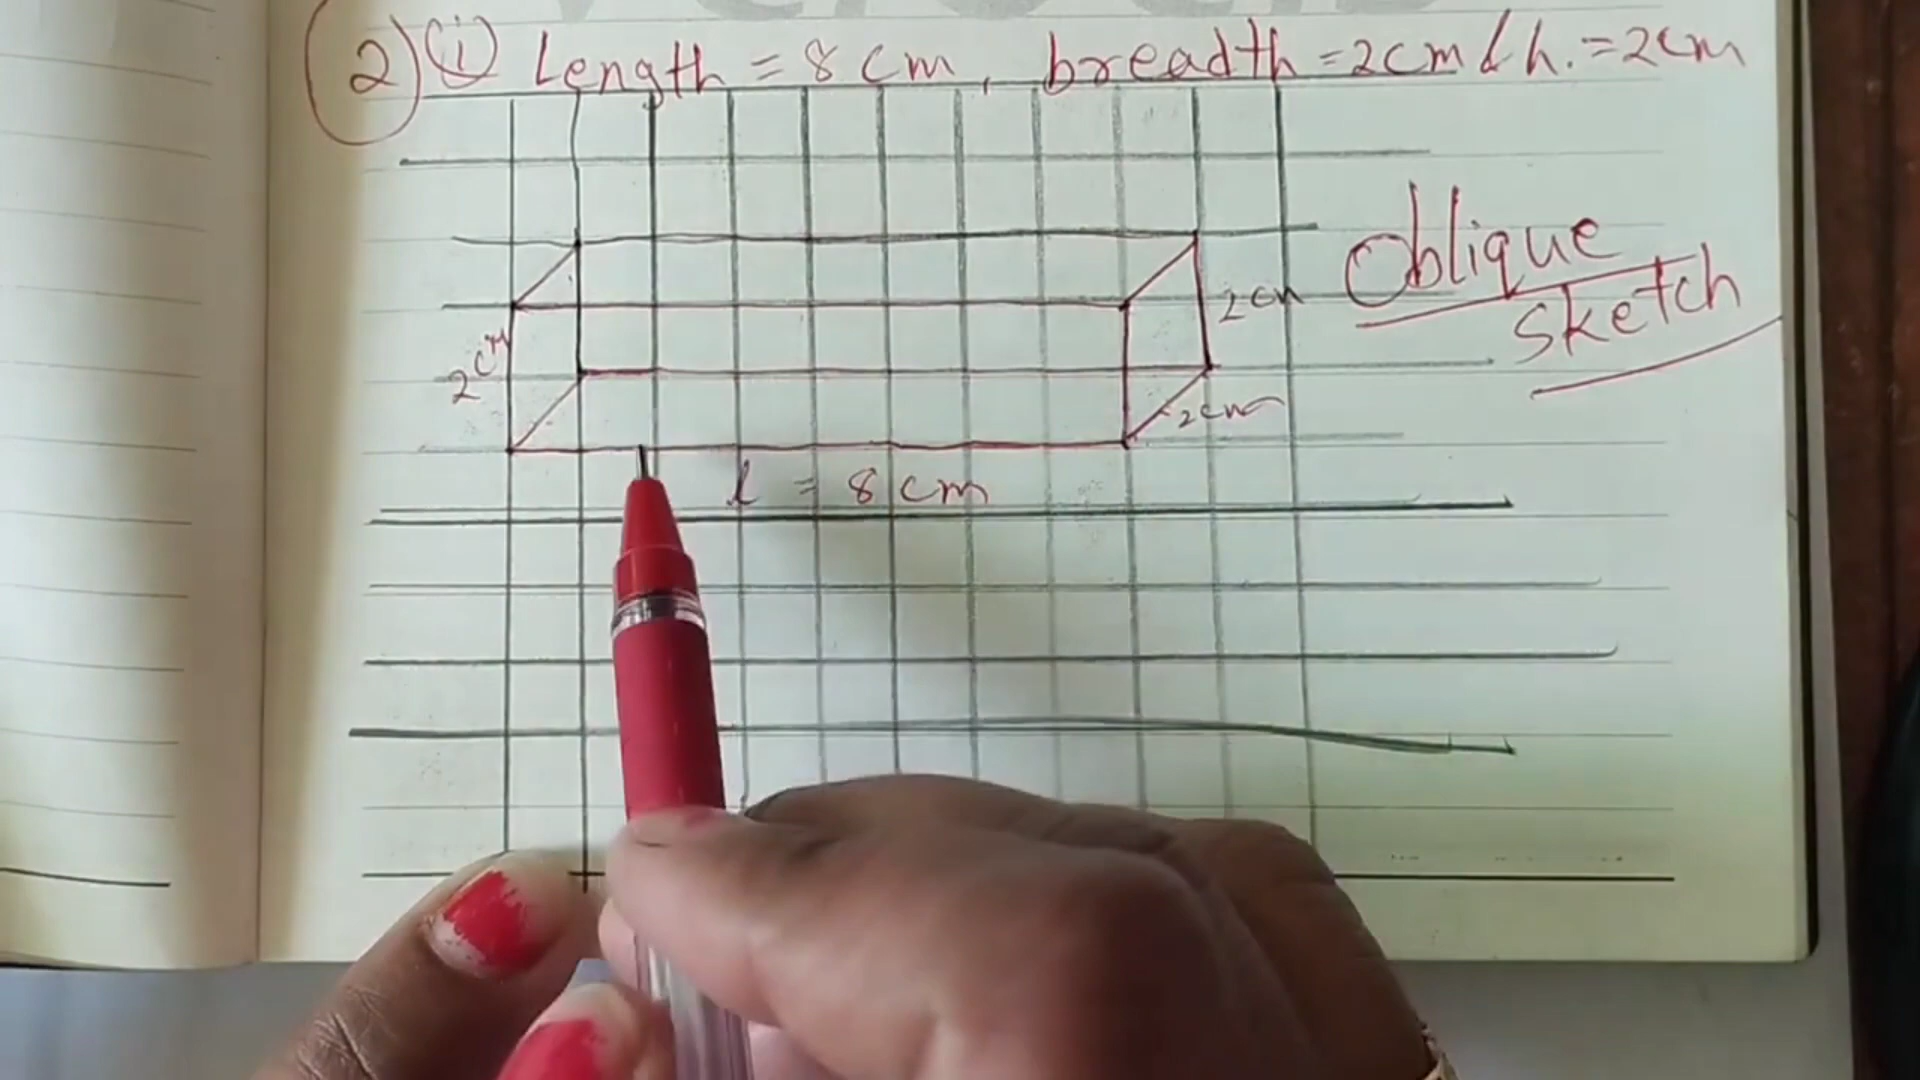 2) (i) Length = 8 cm, breadth = 2cm & h. = 2cm
Oblique
sketch
2cm
2cm
2cm
l = 8 cm